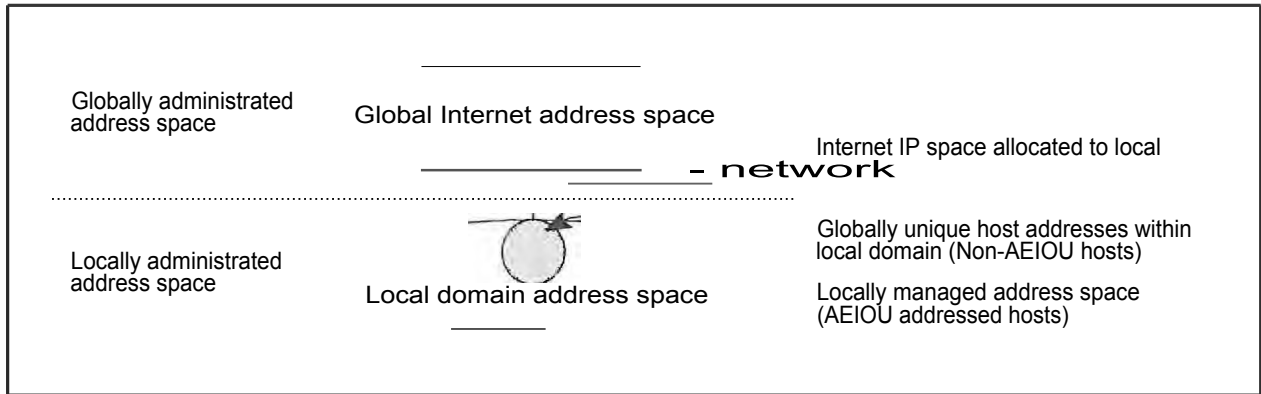 Globally administrated
address space
Global Internet address space
Internet IP space allocated to local
- network
Globally unique host addresses within
local domain (Non-AEIOU hosts)
Locally administrated
address space
Local domain address space
Locally managed address space
(AEIOU addressed hosts)